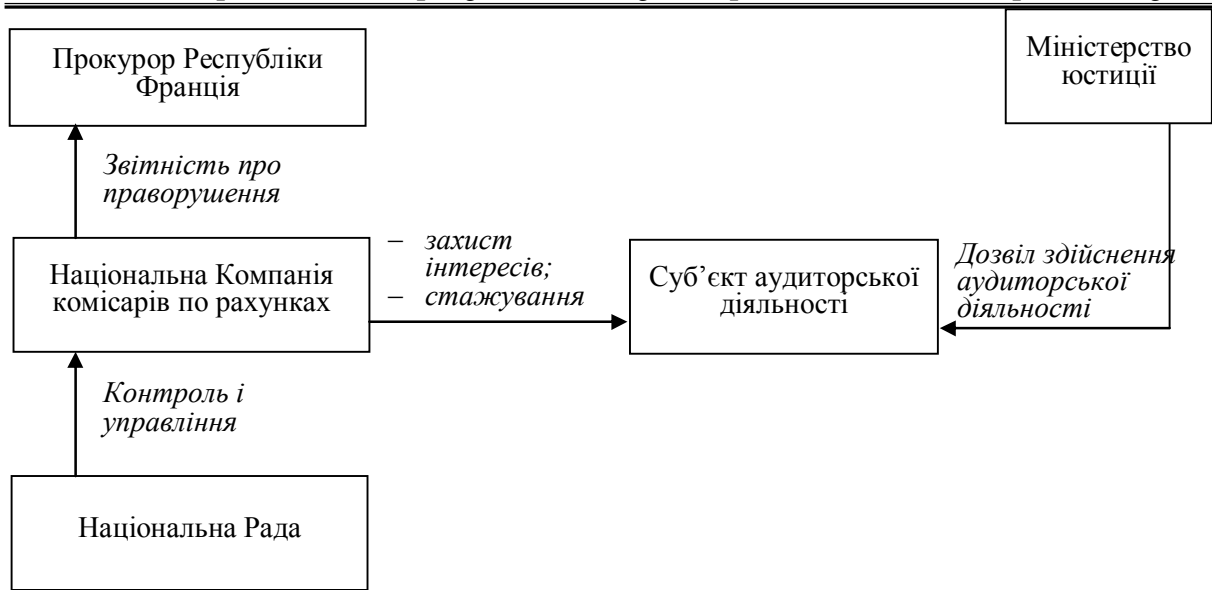 Прокурор Республіки
Франція
Міністерство
юстиції
Звітність про
праворушення
Національна Компанія
комісарів по рахунках
– захист
інтересів;
– стажування
Суб’єкт аудиторської
діяльності
Дозвіл здійснення
аудиторської
діяльності
Контроль і
управління
Національна Рада